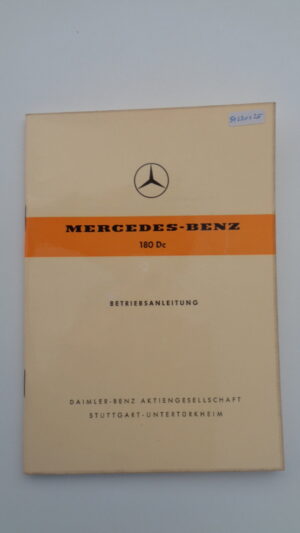 MERCEDES-BENZ
180 Dc
BETRIEBSANLEITUNG
DAIMLER-BENZ AKTIENGESELLSCHAFT
STUTTGART-UNTERTÜRKHEIM